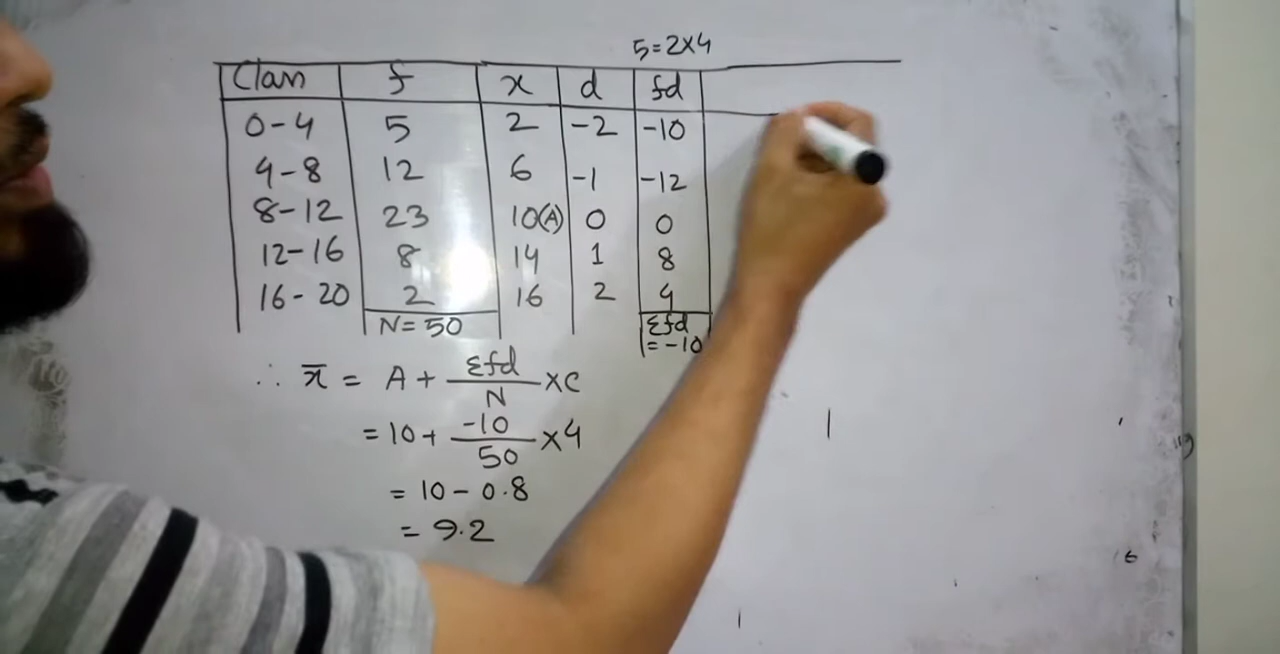 5=2×4
Class f x d fd
0-4 5 2 -2 -10
4-8 12 6 -1 -12
8-12 23 10(A) 0 0
12-16 8 14 1 8
16-20 2 16 2 4
N=50 Σfd
=-10
∴ x̄ = A + Σfd/N ×C
= 10+ -10/50 ×4
= 10-0.8
= 9.2